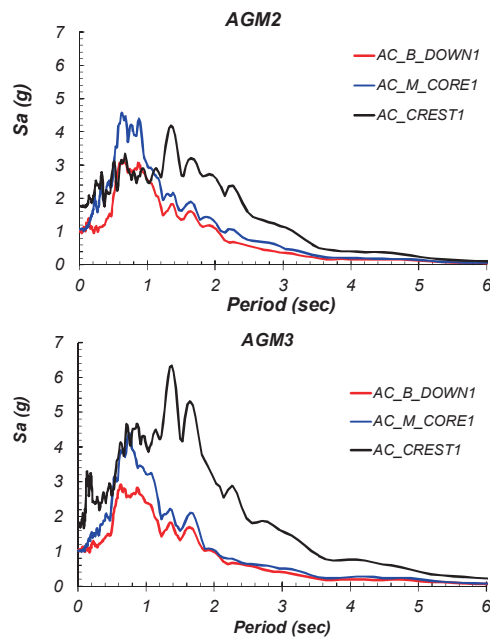 AGM2
7
6
5
4
3
2
1
0
Sa (g)
AC_B_DOWN1
AC_M_CORE1
AC_CREST1
0 1 2 3 4 5 6
Period (sec)
AGM3
7
6
5
4
3
2
1
0
Sa (g)
AC_B_DOWN1
AC_M_CORE1
AC_CREST1
0 1 2 3 4 5 6
Period (sec)